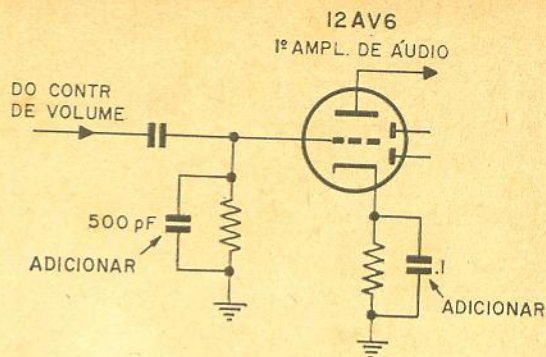 12AV6
1º AMPL. DE ÁUDIO
DO CONTR
DE VOLUME
500 pF
ADICIONAR
.1
ADICIONAR